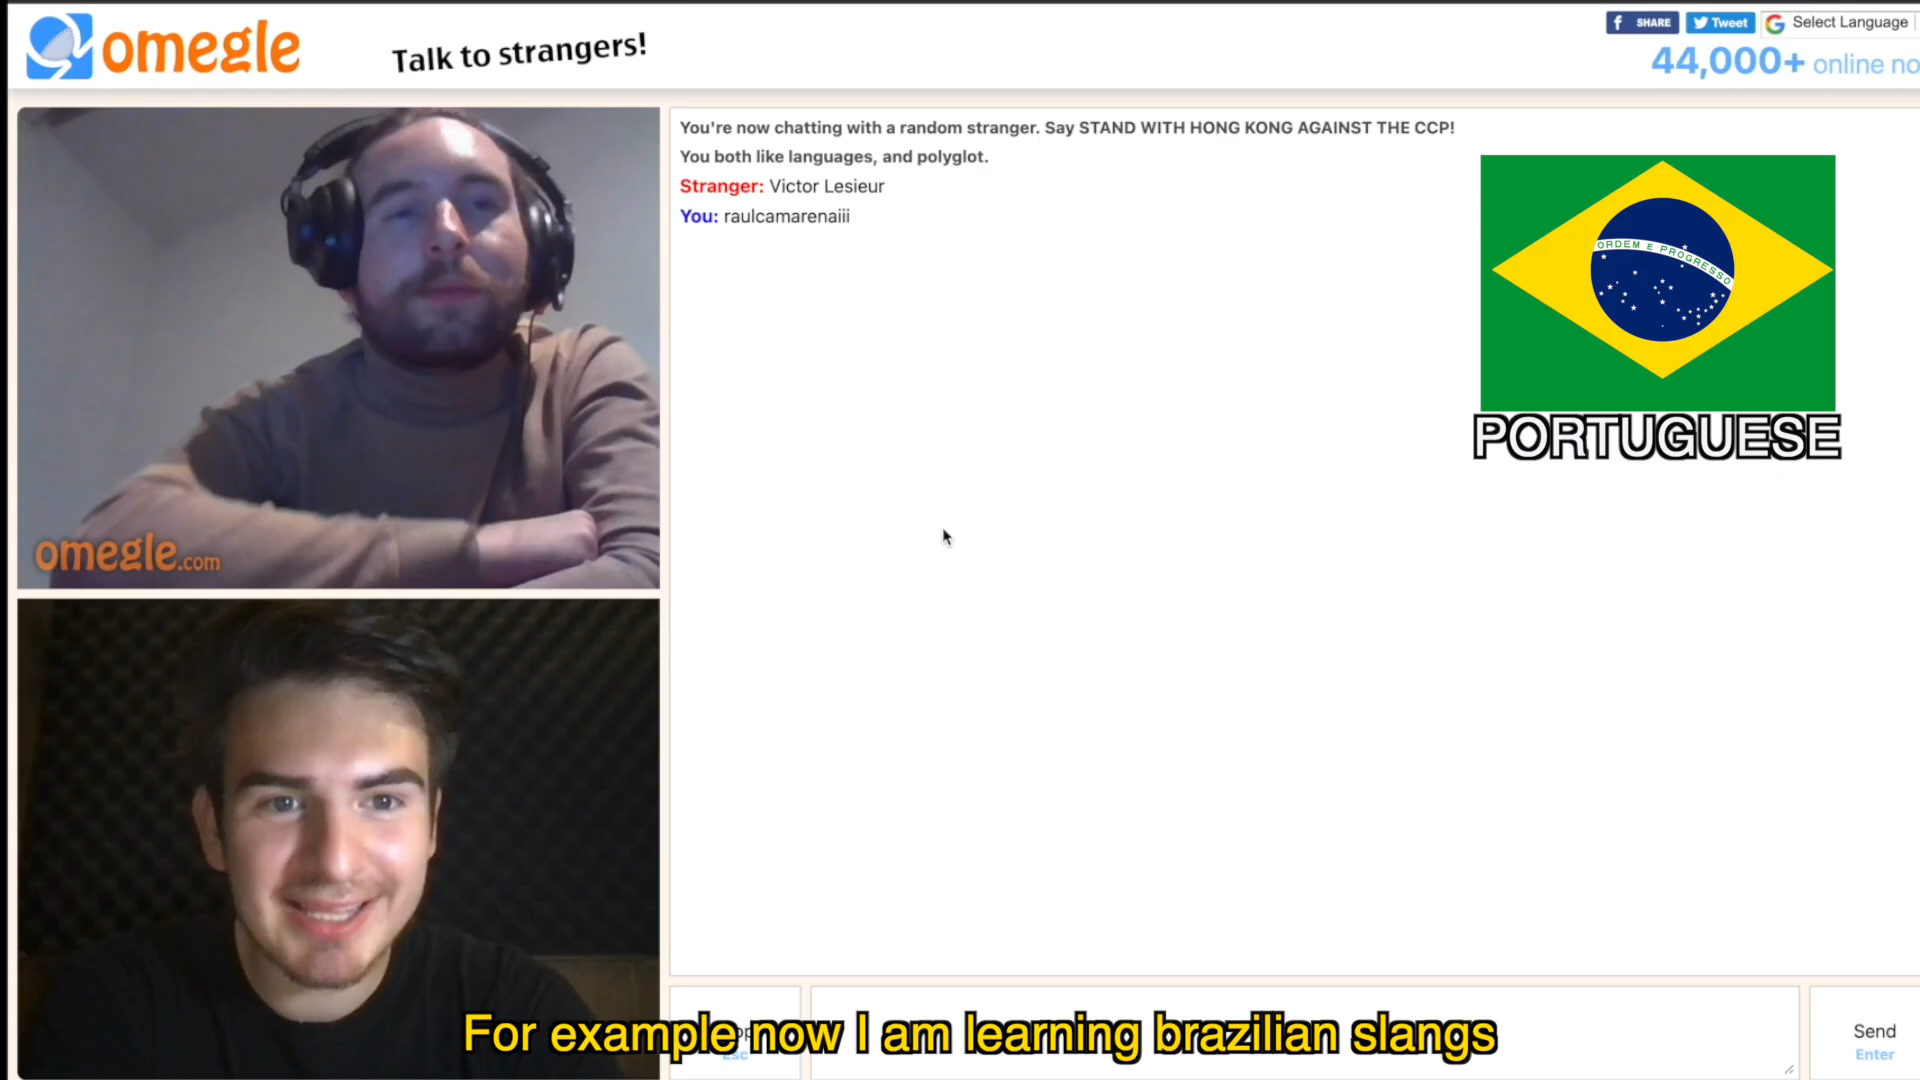 omegle
Talk to strangers!
SHARE
Tweet
Select Language
44,000+ online no
You're now chatting with a random stranger. Say STAND WITH HONG KONG AGAINST THE CCP!
You both like languages, and polyglot.
Stranger: Victor Lesieur
You: raulcamarenaiii
ORDEM E PROGRESSO
PORTUGUESE
omegle.com
For example now I am learning brazilian slangs
Esc
Send
Enter